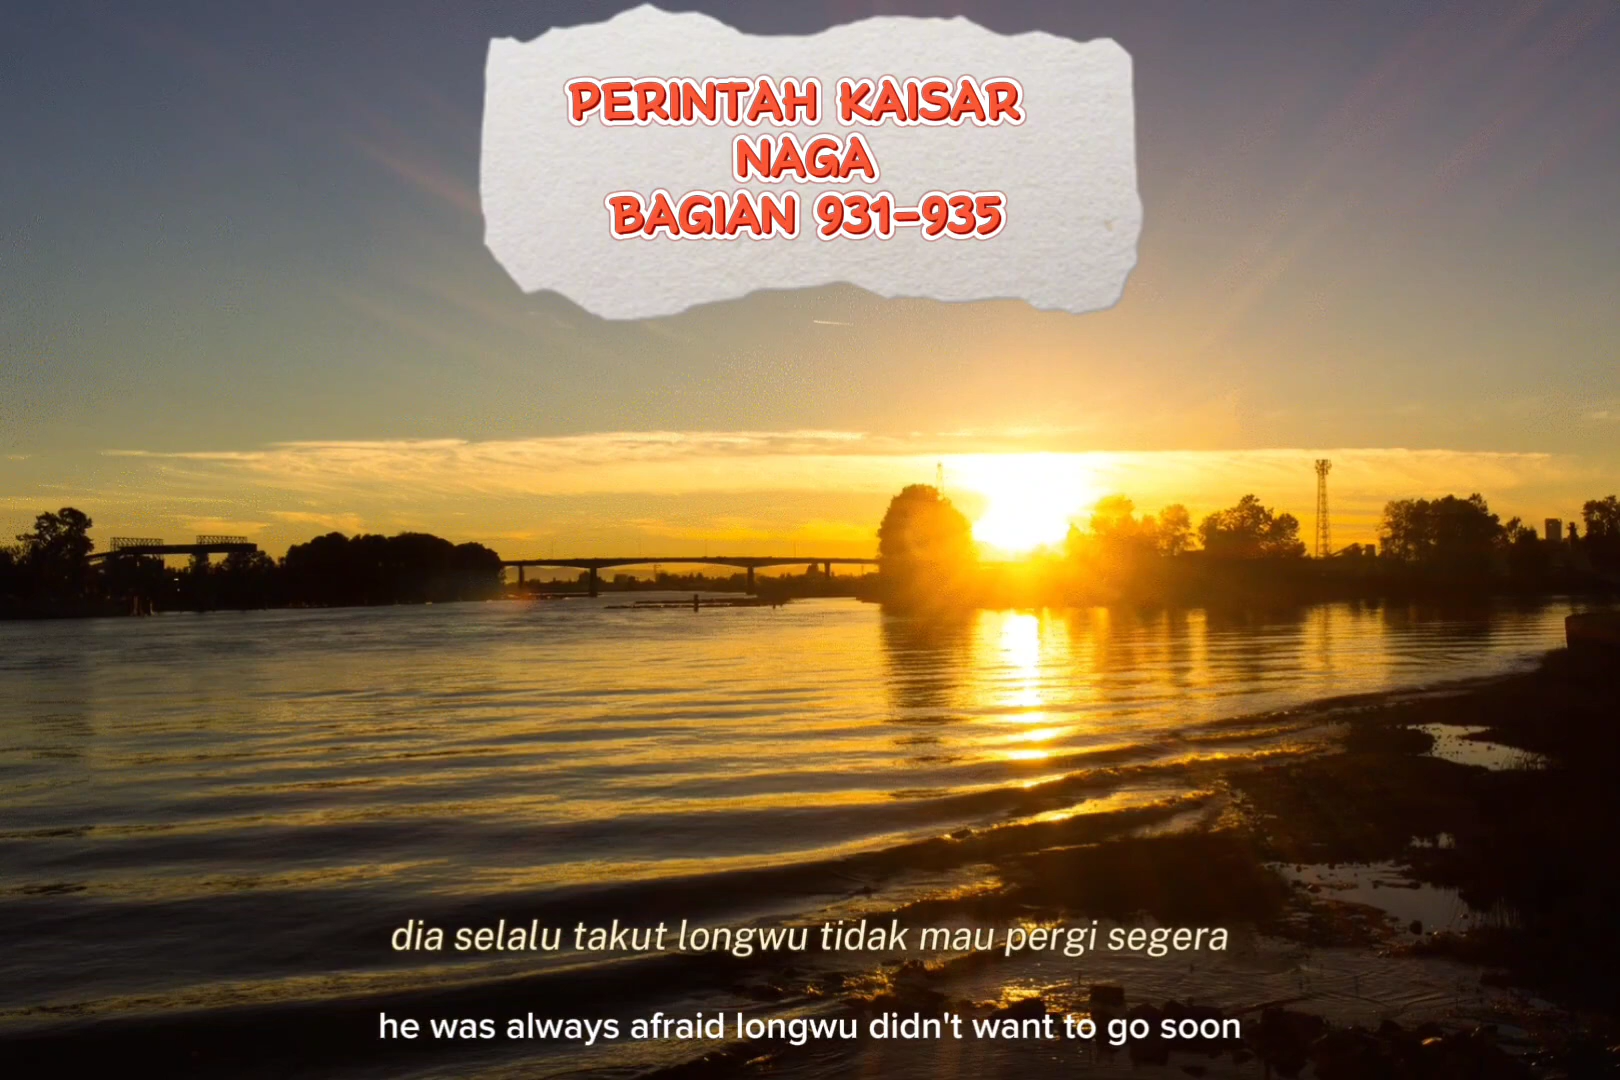 PERINTAH KAISAR
NAGA
BAGIAN 931-935
dia selalu takut longwu tidak mau pergi segera
he was always afraid longwu didn't want to go soon